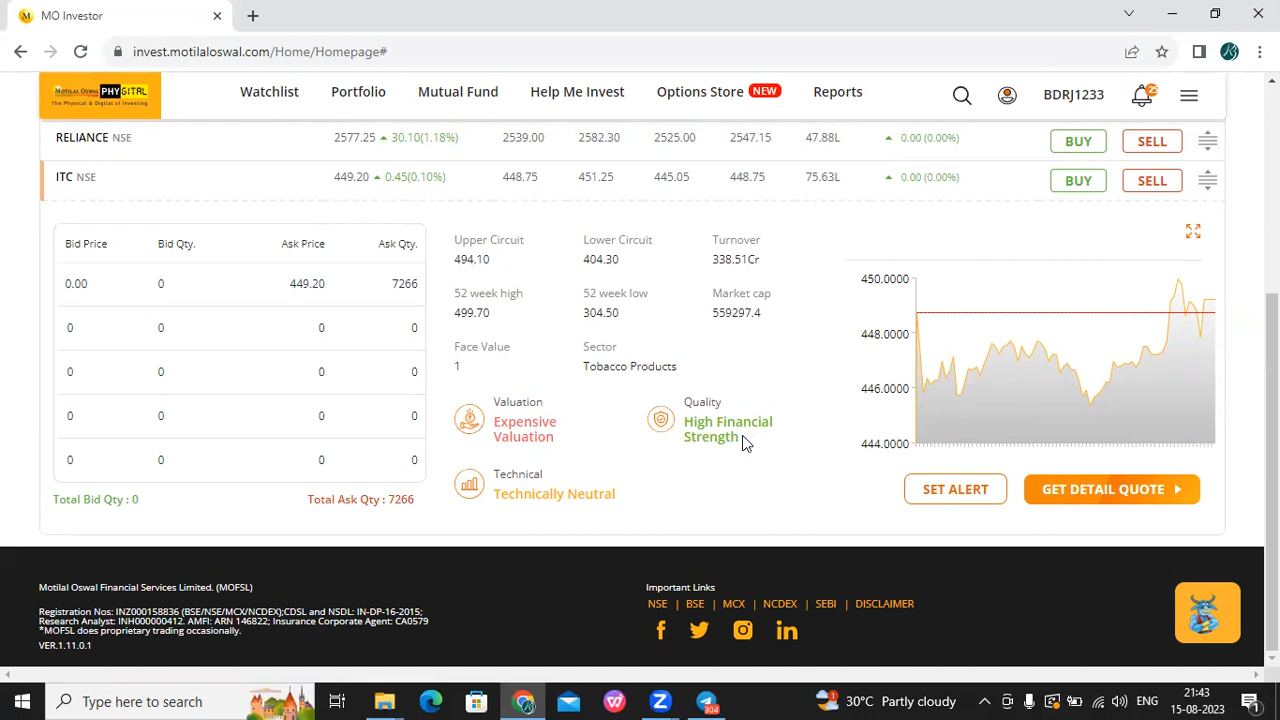 MO Investor
invest.motilaloswal.com/Home/Homepage#
MOTILAL OSWAL PHYGITAL
The Physical & Digital of Investing
Watchlist Portfolio Mutual Fund Help Me Invest Options Store NEW Reports BDRJ1233 25
RELIANCE NSE 2577.25 30.10(1.18%) 2539.00 2582.30 2525.00 2547.15 47.88L 0.00 (0.00%) BUY SELL
ITC NSE 449.20 0.45(0.10%) 448.75 451.25 445.05 448.75 75.63L 0.00 (0.00%) BUY SELL
Bid Price Bid Qty. Ask Price Ask Qty.
0.00 0 449.20 7266
0 0 0 0
0 0 0 0
0 0 0 0
0 0 0 0
Total Bid Qty : 0 Total Ask Qty : 7266
Upper Circuit Lower Circuit Turnover
494.10 404.30 338.51Cr
52 week high 52 week low Market cap
499.70 304.50 559297.4
Face Value Sector
1 Tobacco Products
Valuation Quality
Expensive High Financial
Valuation Strength
Technical
Technically Neutral
450.0000
448.0000
446.0000
444.0000
SET ALERT GET DETAIL QUOTE
Motilal Oswal Financial Services Limited. (MOFSL)
Registration Nos: INZ000158836 (BSE/NSE/MCX/NCDEX);CDSL and NSDL: IN-DP-16-2015;
Research Analyst: INH000000412. AMFI: ARN 146822; Insurance Corporate Agent: CA0579
*MOFSL does proprietary trading occasionally.
VER.1.11.0.1
Important Links
NSE | BSE | MCX | NCDEX | SEBI | DISCLAIMER
Type here to search
304
30°C Partly cloudy
ENG
21:43
15-08-2023
1